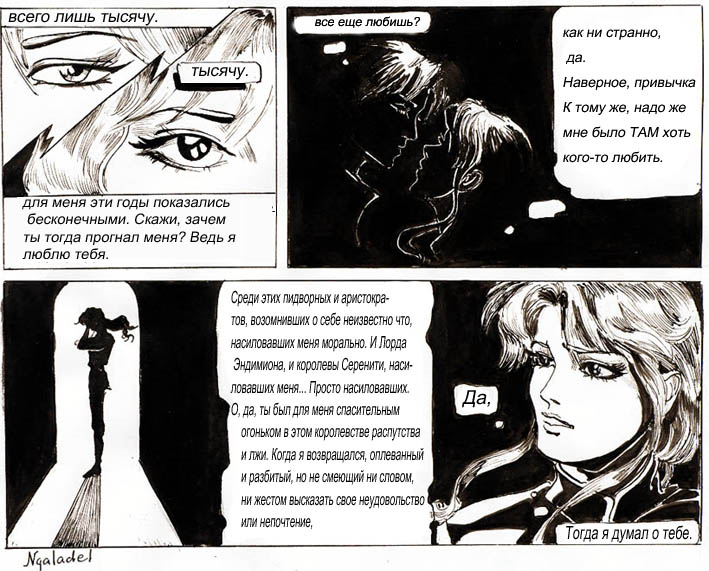 всего лишь тысячу.
тысячу.
для меня эти годы показались
бесконечными. Скажи, зачем
ты тогда прогнал меня? Ведь я
люблю тебя.
все еще любишь?
как ни странно,
да.
Наверное, привычка
К тому же, надо же
мне было ТАМ хоть
кого-то любить.
Среди этих пидворных и аристокра-
тов, возомнивших о себе неизвестно что,
насиловавших меня морально. И Лорда
Эндимиона, и королевы Серенити, наси-
ловавших меня... Просто насиловавших.
О, да, ты был для меня спасительным
огоньком в этом королевстве распутства
и лжи. Когда я возвращался, оплеванный
и разбитый, но не смеющий ни словом,
ни жестом высказать свое неудовольство
или непочтение,
Да,
Тогда я думал о тебе.
Ngaladel